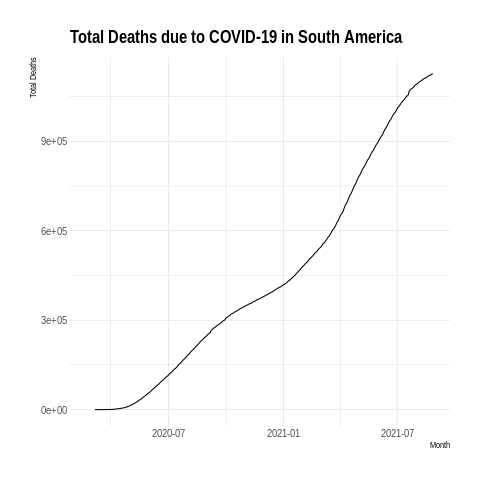 Total Deaths due to COVID-19 in South America
Total Deaths
9e+05
6e+05
3e+05
0e+00
2020-07 2021-01 2021-07
Month